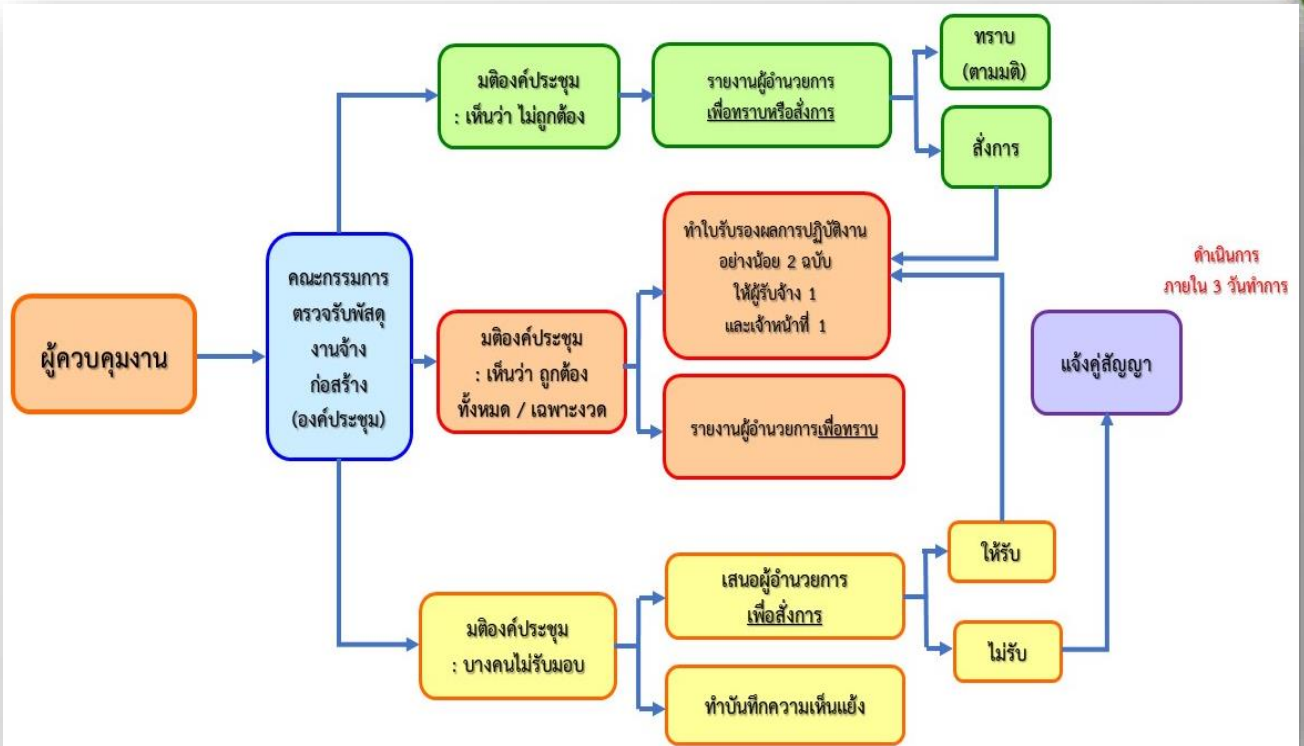 ผู้ควบคุมงาน
คณะกรรมการ
ตรวจรับพัสดุ
งานจ้าง
ก่อสร้าง
(องค์ประชุม)
มติองค์ประชุม
: เห็นว่า ไม่ถูกต้อง
รายงานผู้อำนวยการ
เพื่อทราบหรือสั่งการ
ทราบ
(ตามมติ)
สั่งการ
มติองค์ประชุม
: เห็นว่า ถูกต้อง
ทั้งหมด / เฉพาะงวด
ทำใบรับรองผลการปฏิบัติงาน
อย่างน้อย 2 ฉบับ
ให้ผู้รับจ้าง 1
และเจ้าหน้าที่ 1
รายงานผู้อำนวยการเพื่อทราบ
ดำเนินการ
ภายใน 3 วันทำการ
แจ้งคู่สัญญา
มติองค์ประชุม
: บางคนไม่รับมอบ
เสนอผู้อำนวยการ
เพื่อสั่งการ
ทำบันทึกความเห็นแย้ง
ให้รับ
ไม่รับ